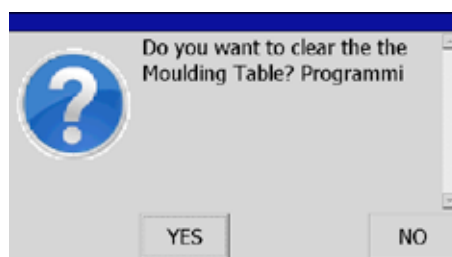 Do you want to clear the the
Moulding Table? Programmi
YES
NO